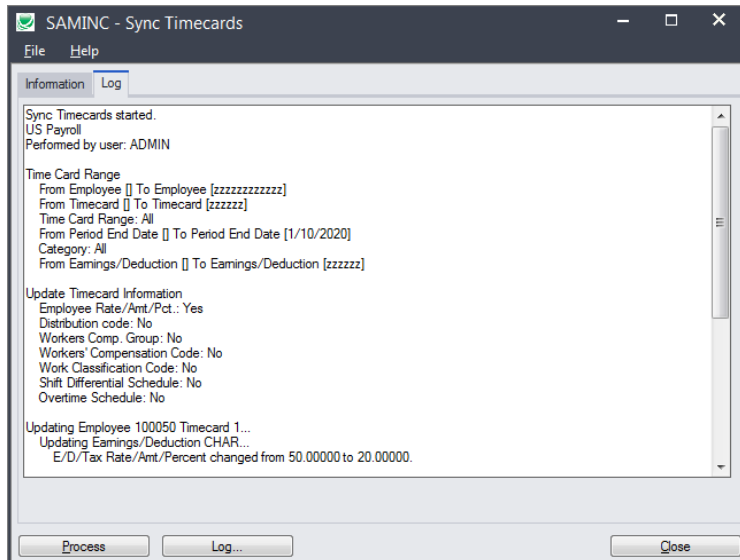 SAMINC - Sync Timecards
File Help
Information Log
Sync Timecards started.
US Payroll
Performed by user: ADMIN
Time Card Range
From Employee [] To Employee [zzzzzzzzzzzz]
From Timecard [] To Timecard [zzzzzz]
Time Card Range: All
From Period End Date [] To Period End Date [1/10/2020]
Category: All
From Earnings/Deduction [] To Earnings/Deduction [zzzzzz]
Update Timecard Information
Employee Rate/Amt/Pct.: Yes
Distribution code: No
Workers Comp. Group: No
Workers' Compensation Code: No
Work Classification Code: No
Shift Differential Schedule: No
Overtime Schedule: No
Updating Employee 100050 Timecard 1...
Updating Earnings/Deduction CHAR...
E/D/Tax Rate/Amt/Percent changed from 50.00000 to 20.00000.
Process Log... Close